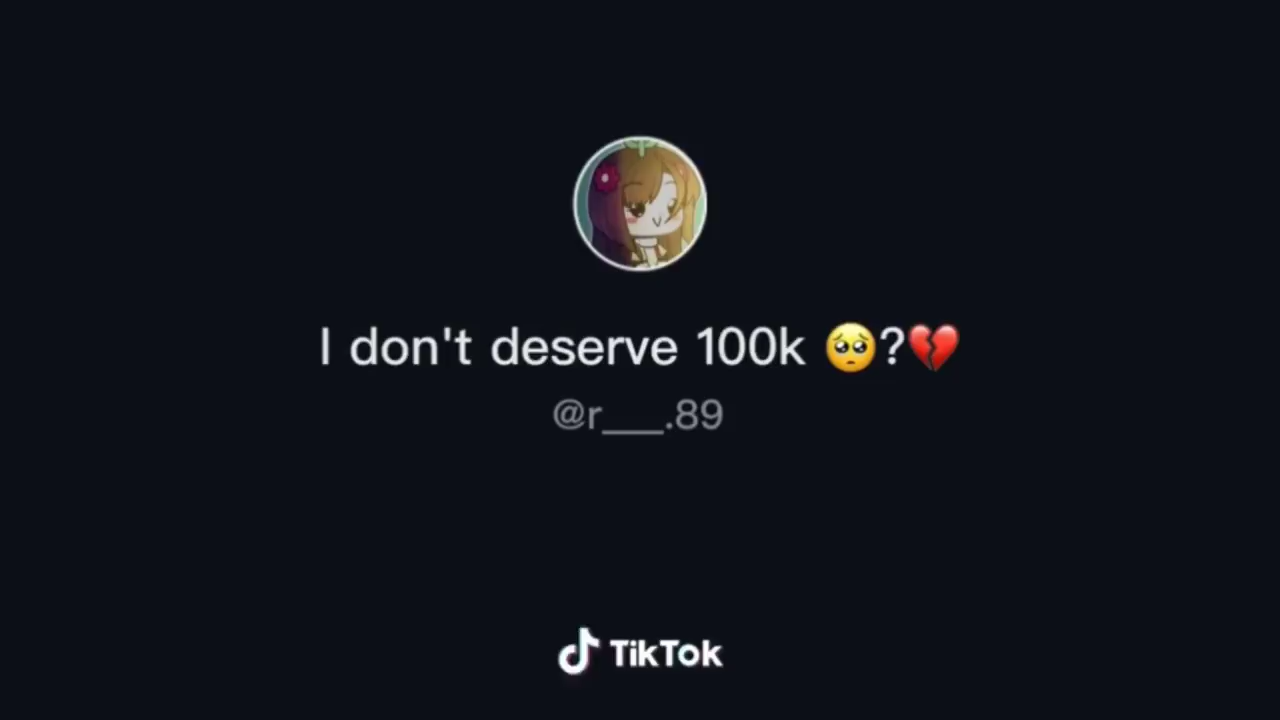 I don't deserve 100k 🥺?💔
@r___.89
TikTok